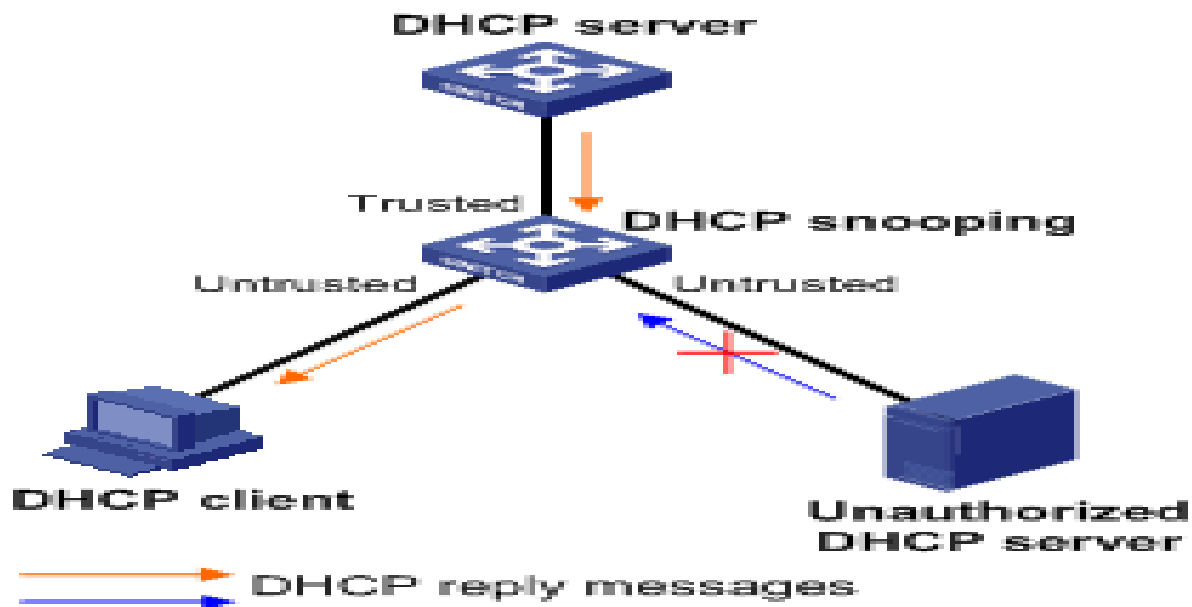 DHCP server
Trusted
DHCP snooping
Untrusted
Untrusted
DHCP client
Unauthorized
DHCP server
DHCP reply messages